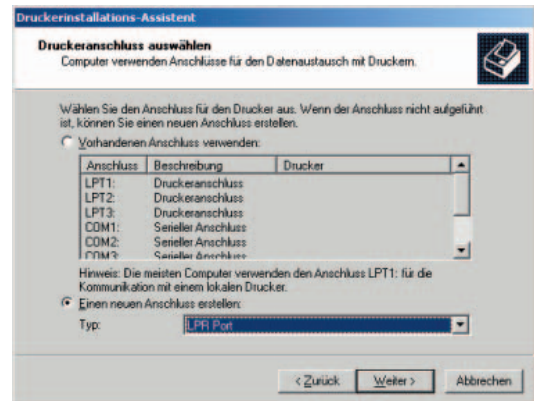 Druckerinstallations-Assistent
Druckeranschluss auswählen
Computer verwenden Anschlüsse für den Datenaustausch mit Druckern.
Wählen Sie den Anschluss für den Drucker aus. Wenn der Anschluss nicht aufgeführt
ist, können Sie einen neuen Anschluss erstellen.
Vorhandenen Anschluss verwenden:
Anschluss Beschreibung Drucker
LPT1: Druckeranschluss
LPT2: Druckeranschluss
LPT3: Druckeranschluss
COM1: Serieller Anschluss
COM2: Serieller Anschluss
COM3: Serieller Anschluss
Hinweis: Die meisten Computer verwenden den Anschluss LPT1: für die
Kommunikation mit einem lokalen Drucker.
Einen neuen Anschluss erstellen:
Typ: LPR Port
< Zurück Weiter > Abbrechen